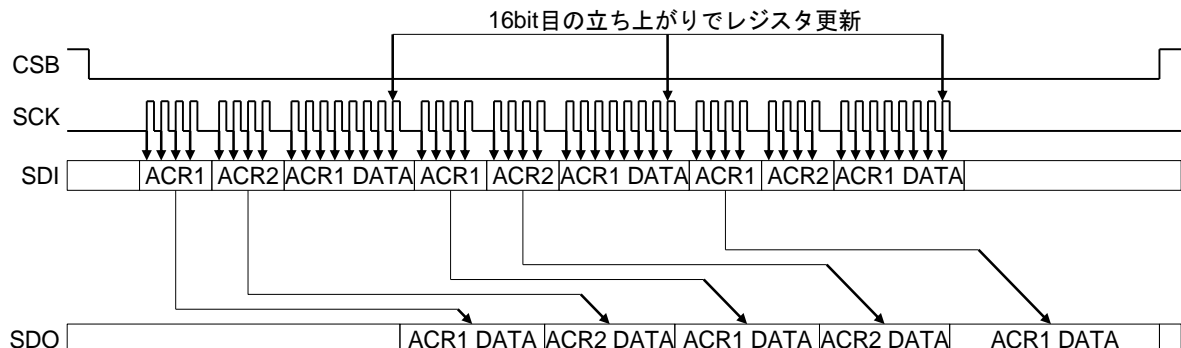 16bit目の立ち上がりでレジスタ更新
CSB
SCK
SDI ACR1 ACR2 ACR1 DATA ACR1 ACR2 ACR1 DATA ACR1 ACR2 ACR1 DATA
SDO ACR1 DATA ACR2 DATA ACR1 DATA ACR2 DATA ACR1 DATA